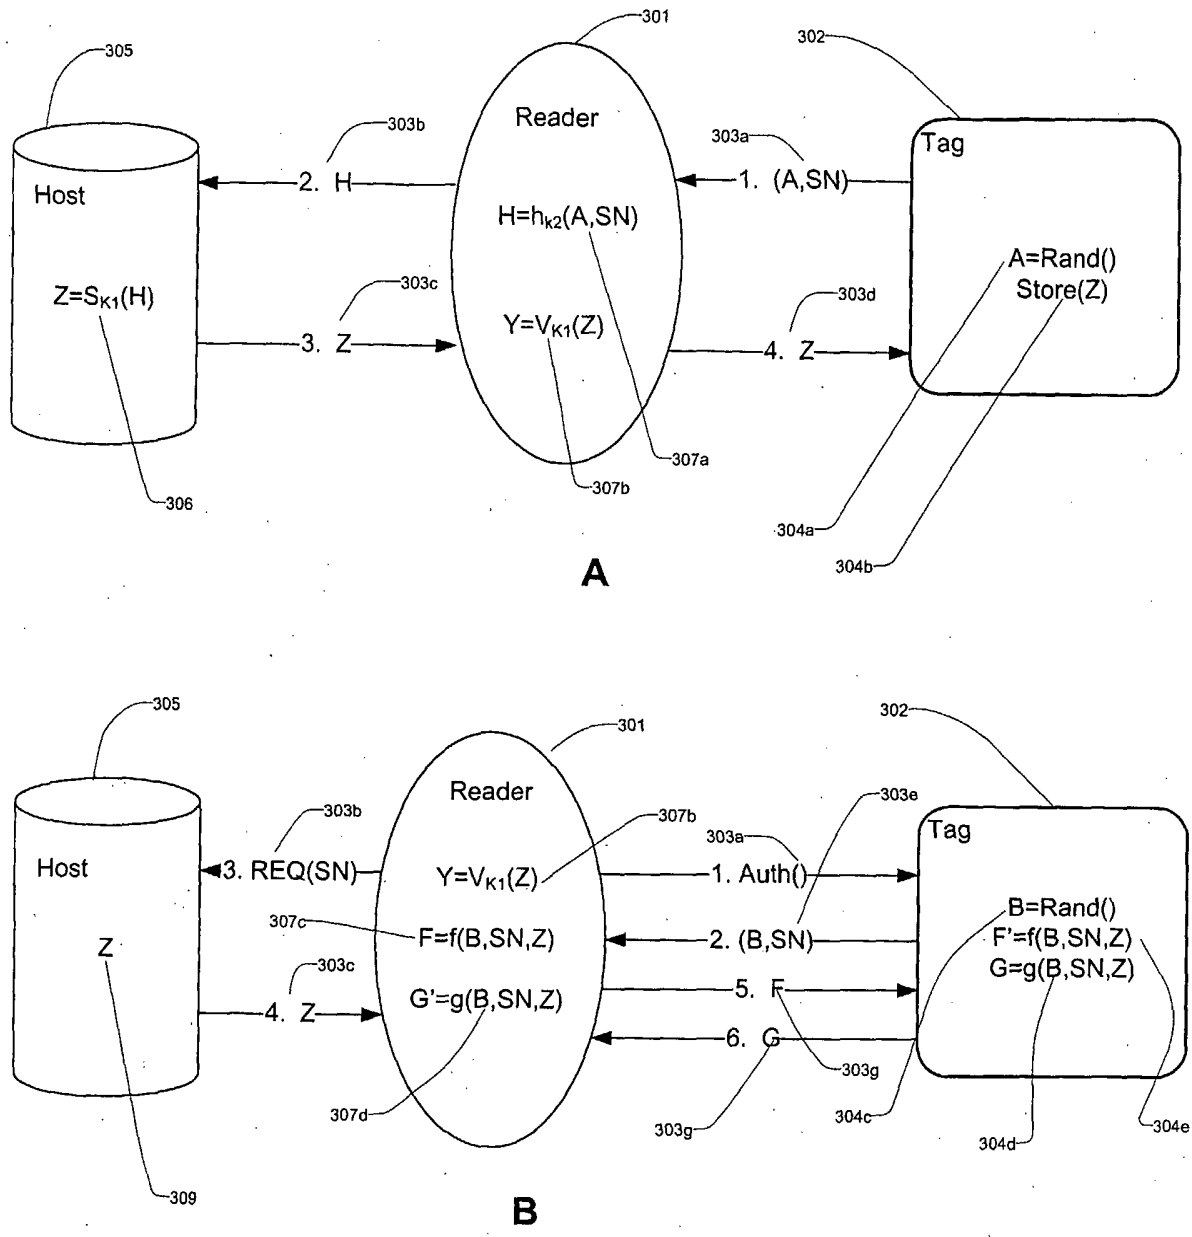 301
305
302
303b
303a
Reader
Tag
2. H
1. (A,SN)
Host
H=hk2(A,SN)
A=Rand()
Z=SK1(H)
303c
303d
Store(Z)
Y=VK1(Z)
3. Z
4. Z
307a
307b
306
304a
304b
A
305
301
302
Reader
303b
307b
303e
303a
Tag
Host
3. REQ(SN)
Y=VK1(Z)
1. Auth()
307c
B=Rand()
Z
F=f(B,SN,Z)
2. (B,SN)
F'=f(B,SN,Z)
303c
G=g(B,SN,Z)
G'=g(B,SN,Z)
5. F
4. Z
6. G
303g
307d
304c
303g
304d
304e
309
B